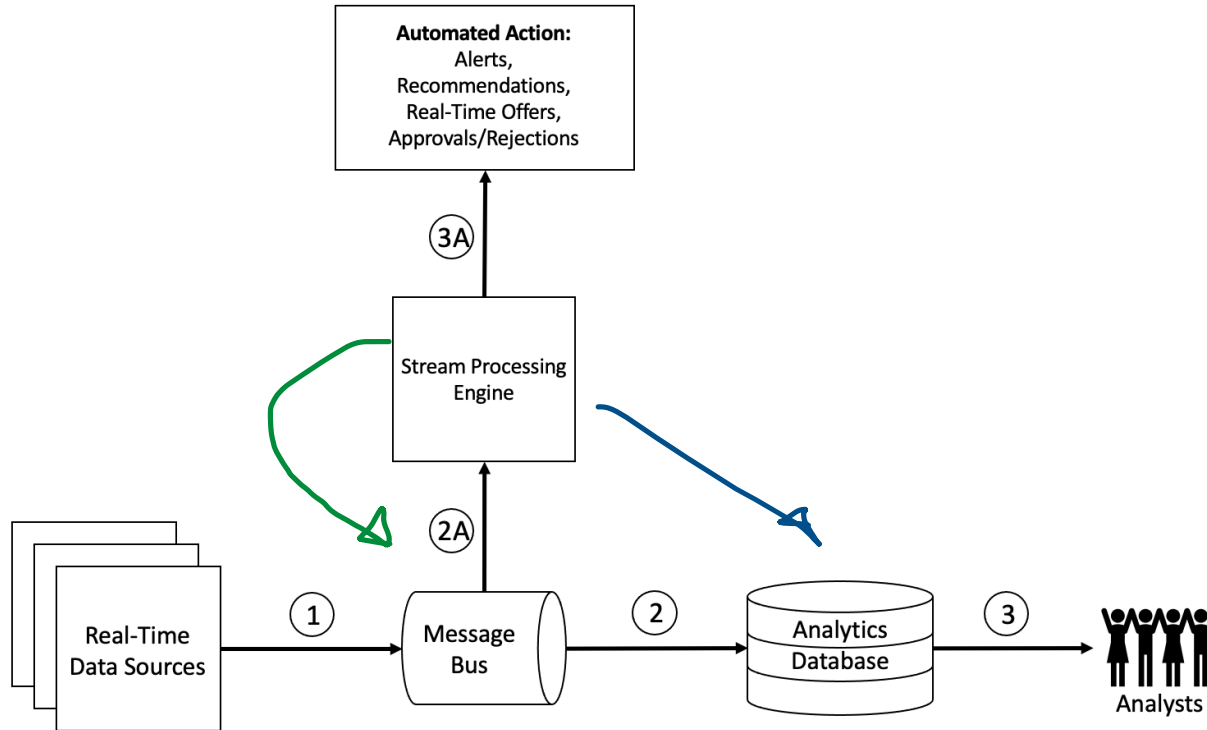 Automated Action:
Alerts,
Recommendations,
Real-Time Offers,
Approvals/Rejections
3A
Stream Processing
Engine
2A
1
2
3
Real-Time
Data Sources
Message
Bus
Analytics
Database
Analysts